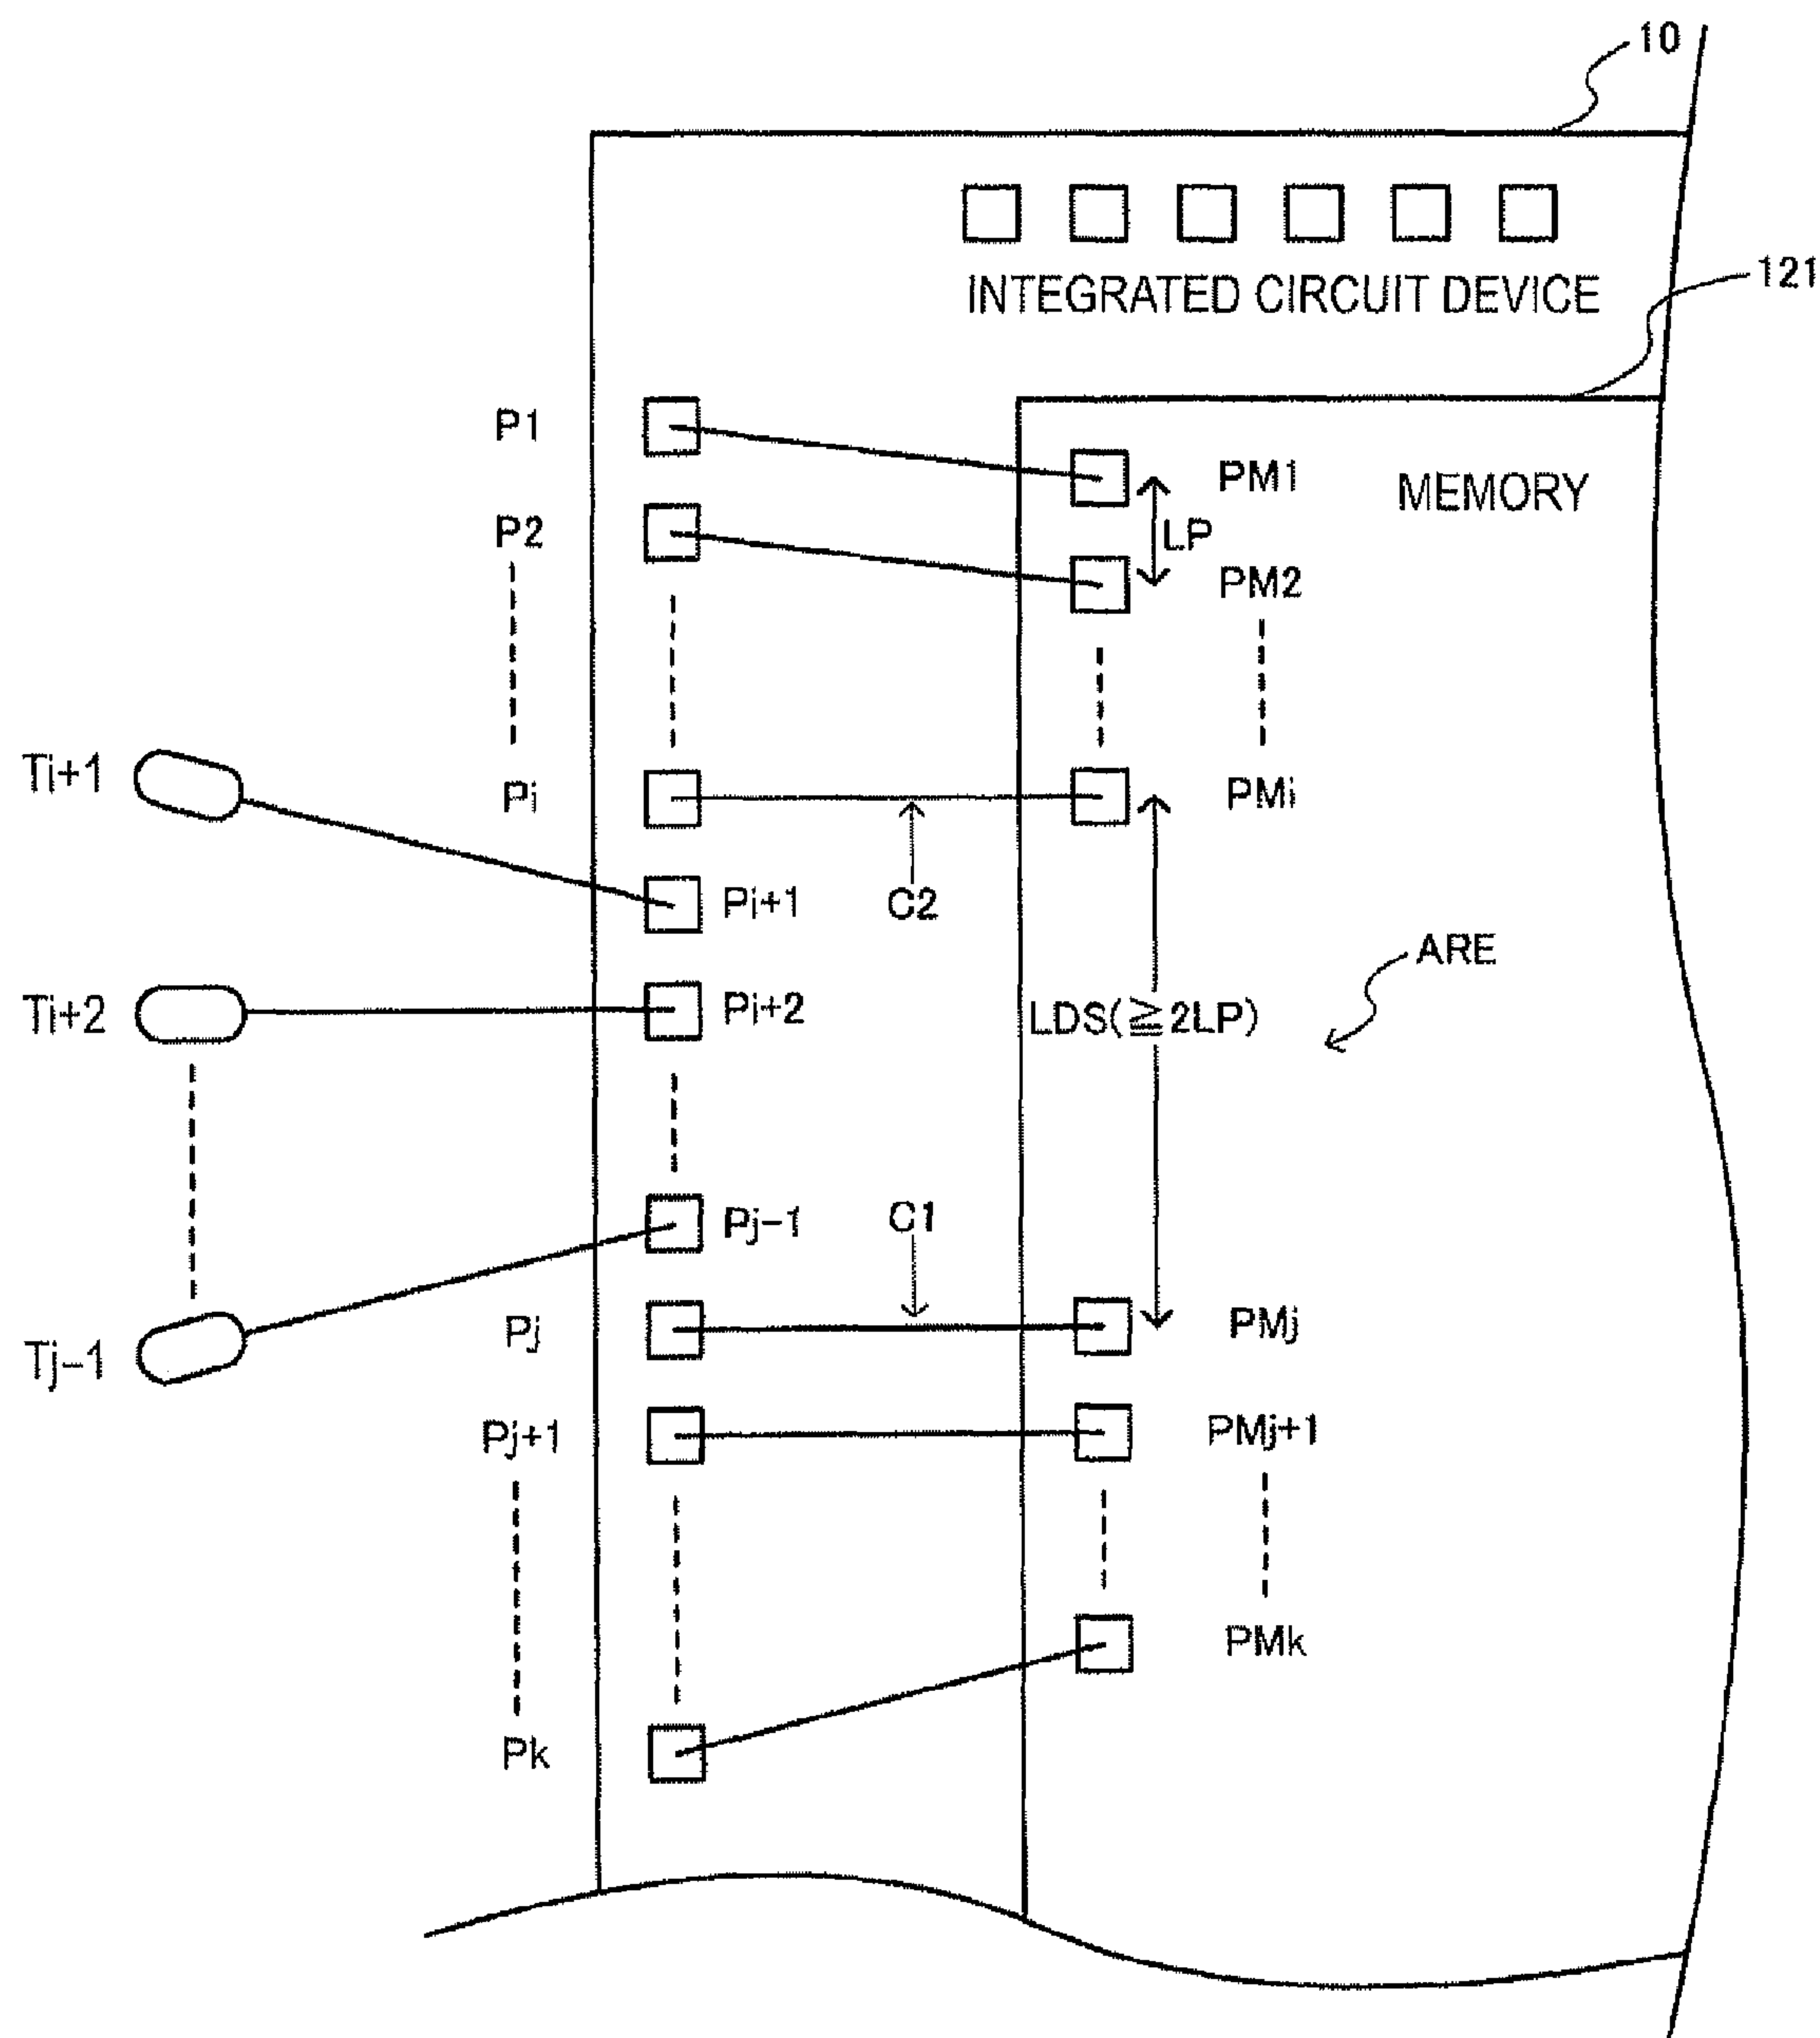 10
INTEGRATED CIRCUIT DEVICE
121
P1
PM1
MEMORY
P2
LP
PM2
Ti+1
Pi
PMi
Pi+1
C2
ARE
Ti+2
Pi+2
LDS(≧2LP)
Pj-1
C1
Pj
PMj
Tj-1
Pj+1
PMj+1
PMk
Pk